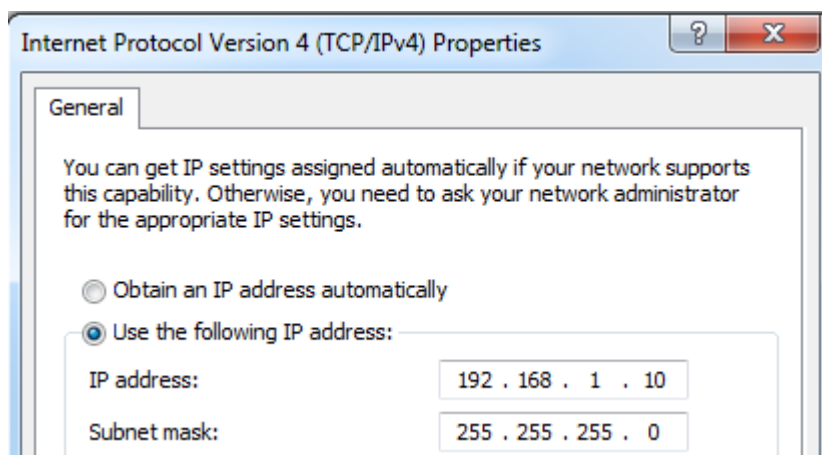 Internet Protocol Version 4 (TCP/IPv4) Properties
General
You can get IP settings assigned automatically if your network supports
this capability. Otherwise, you need to ask your network administrator
for the appropriate IP settings.
Obtain an IP address automatically
Use the following IP address:
IP address: 192 . 168 . 1 . 10
Subnet mask: 255 . 255 . 255 . 0